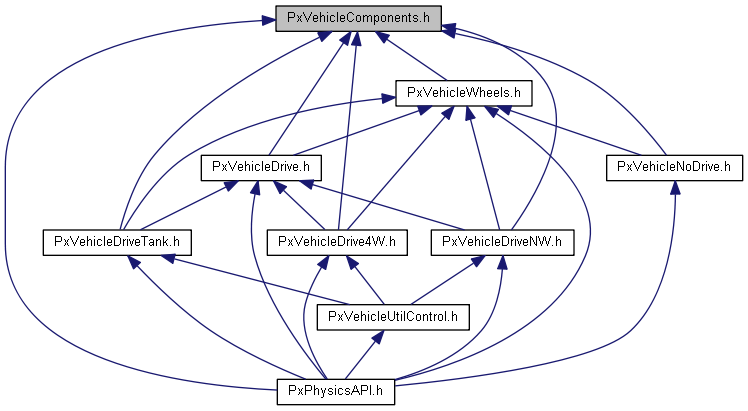 PxVehicleComponents.h
PxVehicleWheels.h
PxVehicleDrive.h
PxVehicleNoDrive.h
PxVehicleDriveTank.h
PxVehicleDrive4W.h
PxVehicleDriveNW.h
PxVehicleUtilControl.h
PxPhysicsAPI.h